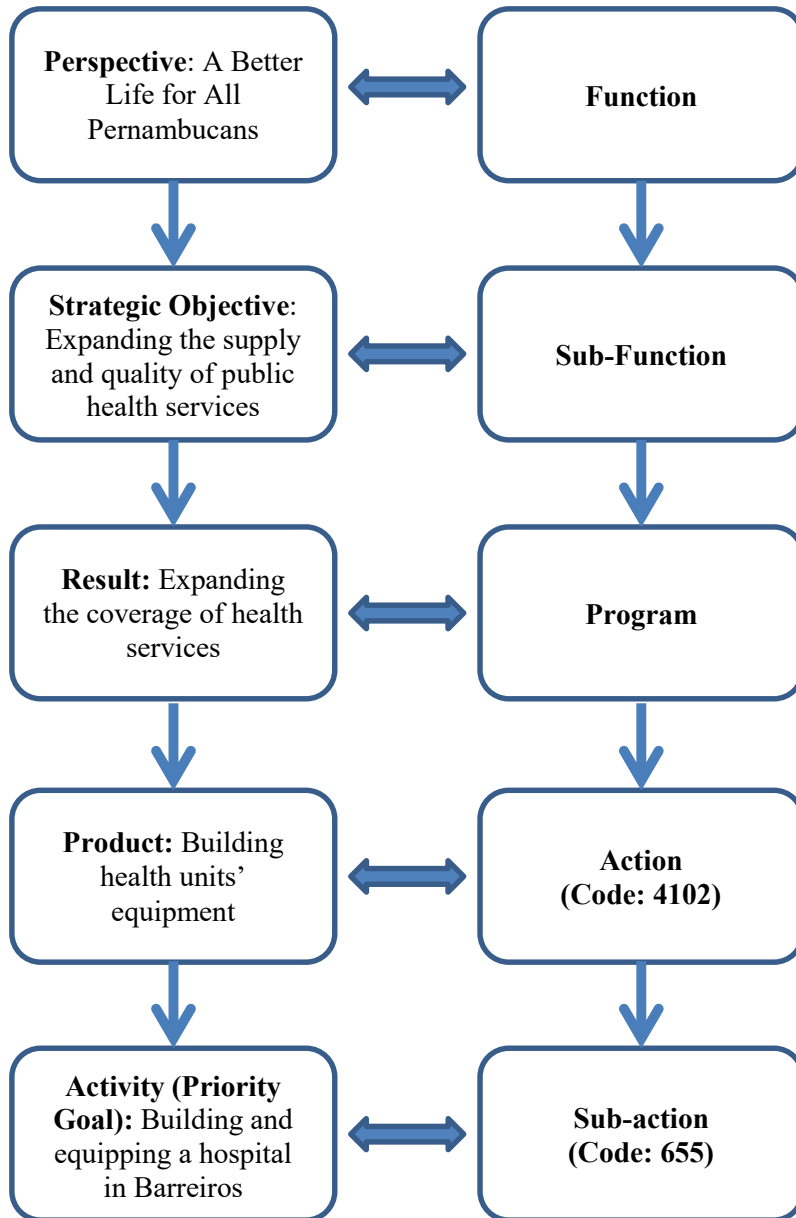 Perspective: A Better
Life for All
Pernambucans
Function
Strategic Objective:
Expanding the supply
and quality of public
health services
Sub-Function
Result: Expanding
the coverage of health
services
Program
Product: Building
health units’
equipment
Action
(Code: 4102)
Activity (Priority
Goal): Building and
equipping a hospital
in Barreiros
Sub-action
(Code: 655)